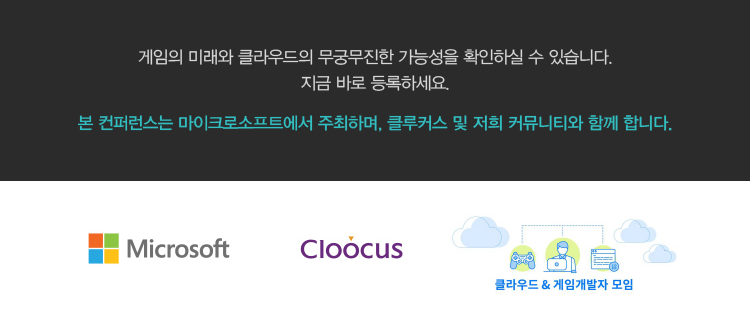 게임의 미래와 클라우드의 무궁무진한 가능성을 확인하실 수 있습니다.
지금 바로 등록하세요.
본 컨퍼런스는 마이크로소프트에서 주최하며, 클루커스 및 저희 커뮤니티와 함께 합니다.
Microsoft
Cloocus
클라우드 & 게임개발자 모임